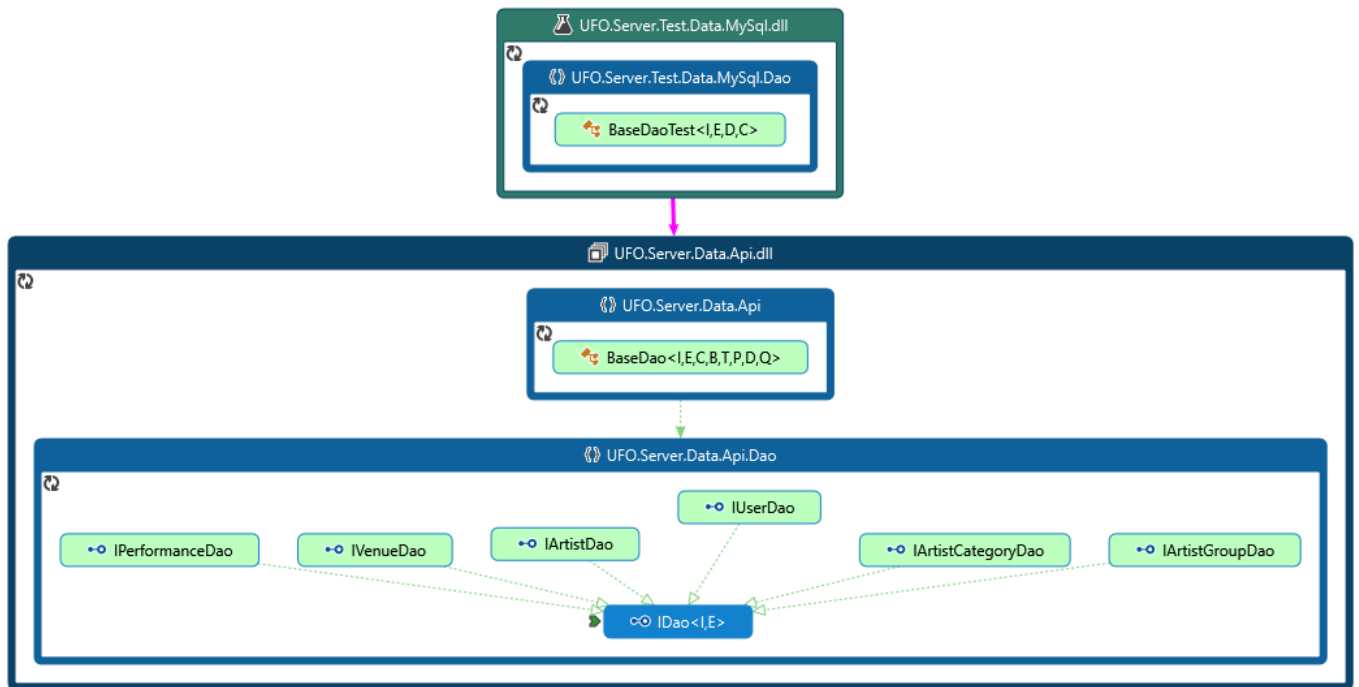 UFO.Server.Test.Data.MySql.dll
UFO.Server.Test.Data.MySql.Dao
BaseDaoTest<I,E,D,C>
UFO.Server.Data.Api.dll
UFO.Server.Data.Api
BaseDao<I,E,C,B,T,P,D,Q>
UFO.Server.Data.Api.Dao
IUserDao
IPerformanceDao
IVenueDao
IArtistDao
IArtistCategoryDao
IArtistGroupDao
IDao<I,E>